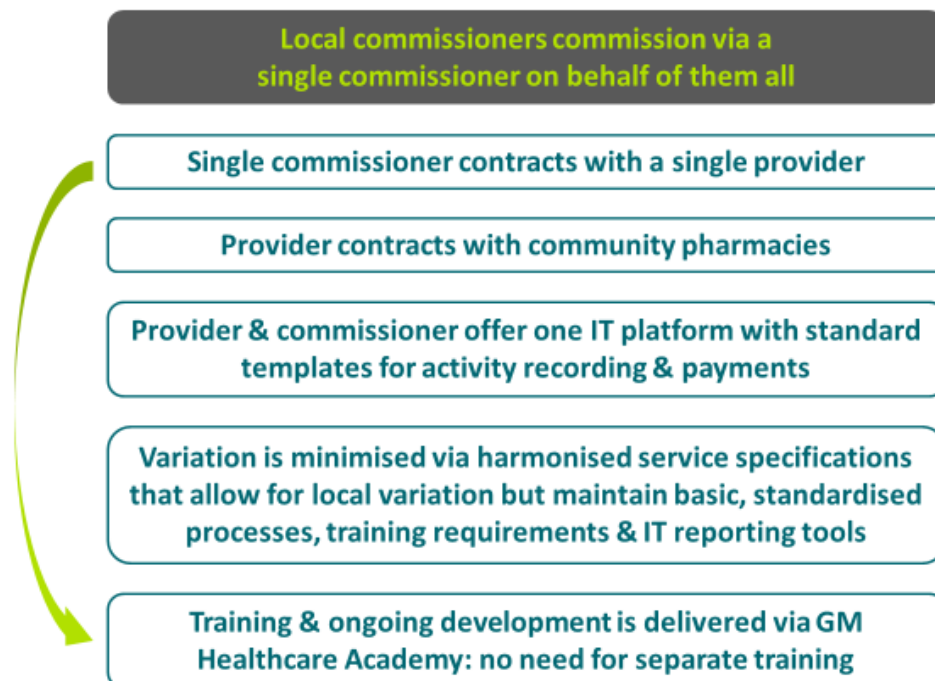 Local commissioners commission via a
single commissioner on behalf of them all
Single commissioner contracts with a single provider
Provider contracts with community pharmacies
Provider & commissioner offer one IT platform with standard
templates for activity recording & payments
Variation is minimised via harmonised service specifications
that allow for local variation but maintain basic, standardised
processes, training requirements & IT reporting tools
Training & ongoing development is delivered via GM
Healthcare Academy: no need for separate training